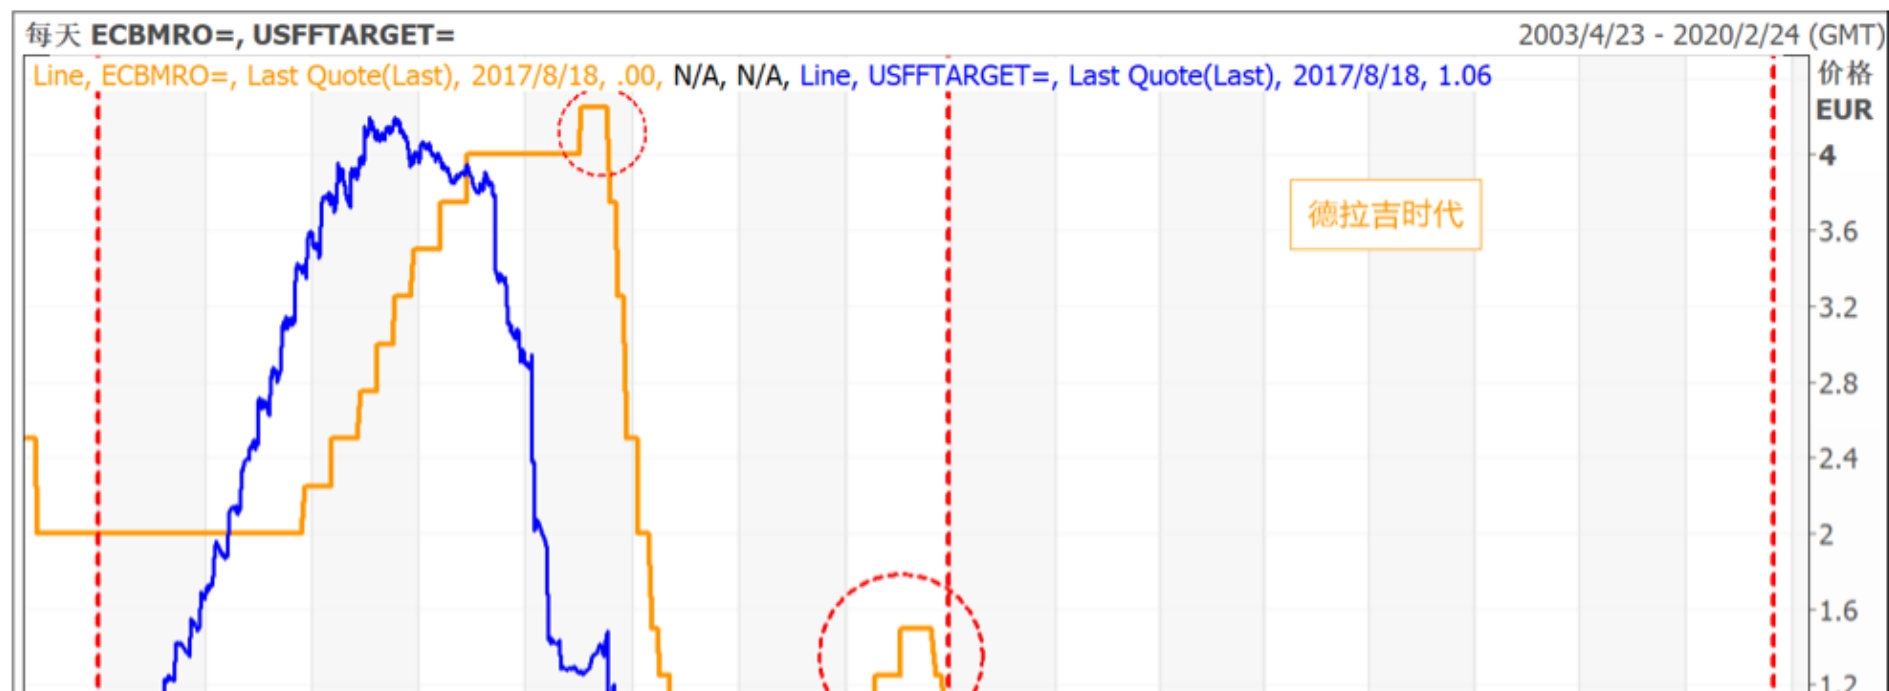 每天 ECBMRO=, USFFTARGET= 2003/4/23 - 2020/2/24 (GMT)
Line, ECBMRO=, Last Quote(Last), 2017/8/18, .00, N/A, N/A, Line, USFFTARGET=, Last Quote(Last), 2017/8/18, 1.06
价格
EUR
4
德拉吉时代
3.6
3.2
2.8
2.4
2
1.6
1.2